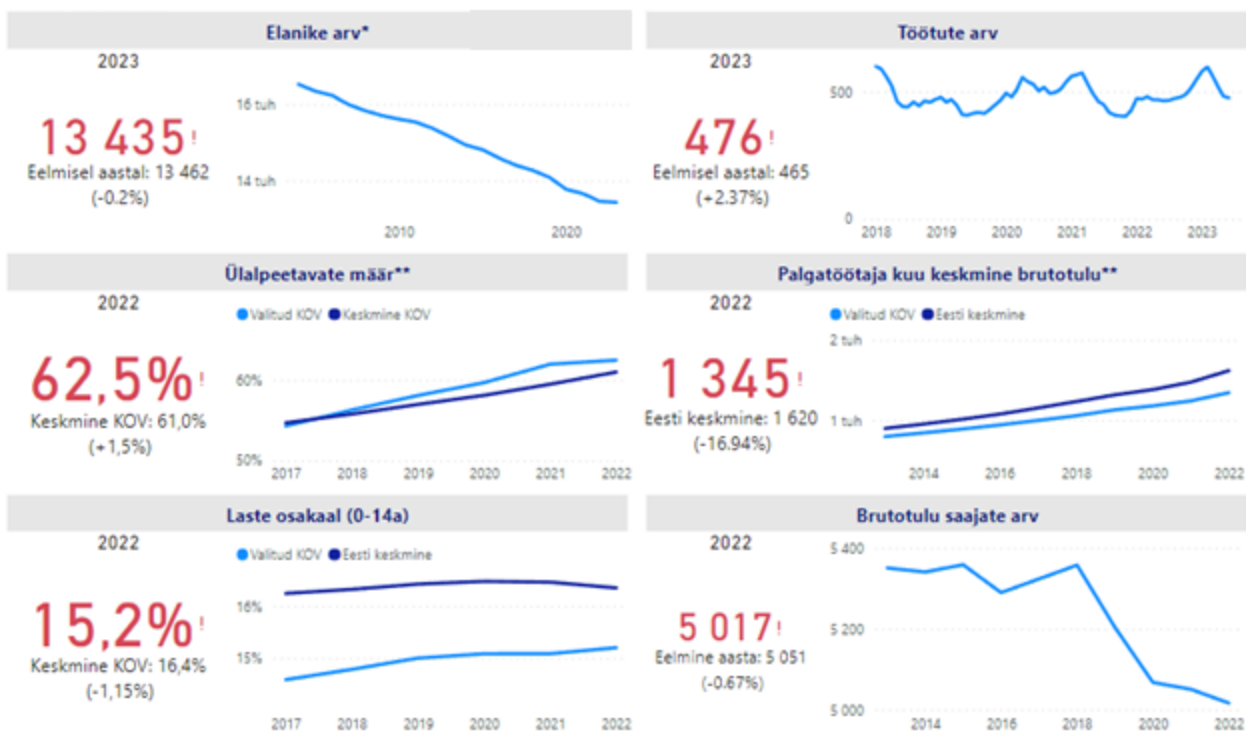 Elanike arv*
2023
13 435!
Eelmisel aastal: 13 462
(-0.2%)
16 tuh
14 tuh
2010 2020
Töötute arv
2023
476!
Eelmisel aastal: 465
(+2.37%)
500
0
2018 2019 2020 2021 2022 2023
Ülalpeetavate määr**
2022
62,5%!
Keskmine KOV: 61,0%
(+1,5%)
Valitud KOV Keskmine KOV
60%
50%
2017 2018 2019 2020 2021 2022
Palgatöötaja kuu keskmine brutotulu**
2022
1 345!
Eesti keskmine: 1 620
(-16.94%)
Valitud KOV Eesti keskmine
2 tuh
1 tuh
2014 2016 2018 2020 2022
Laste osakaal (0-14a)
2022
15,2%!
Keskmine KOV: 16,4%
(-1,15%)
Valitud KOV Eesti keskmine
16%
15%
2017 2018 2019 2020 2021 2022
Brutotulu saajate arv
2022
5 017!
Eelmine aasta: 5 051
(-0.67%)
5 400
5 200
5 000
2014 2016 2018 2020 2022